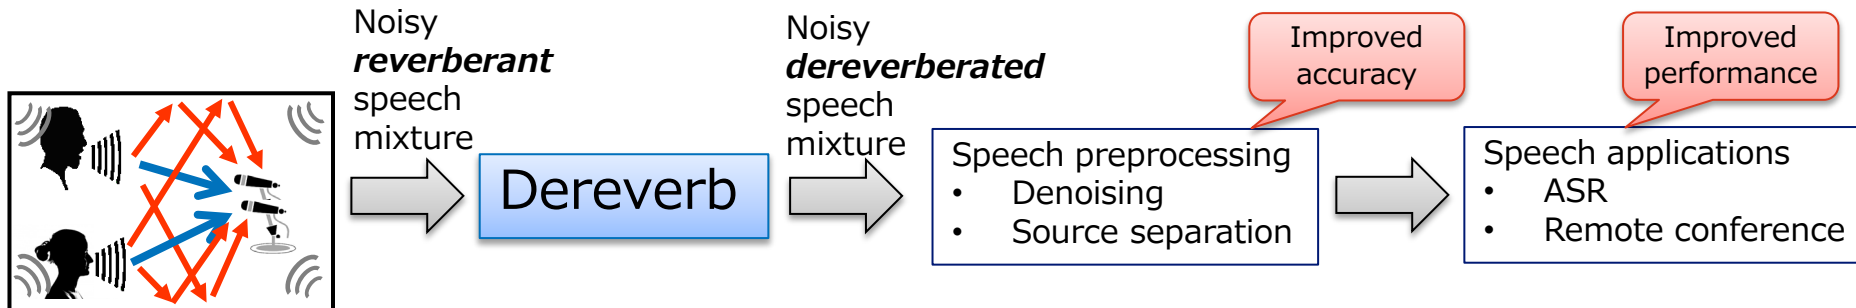 Noisy
reverberant
speech
mixture
Dereverb
Noisy
dereverberated
speech
mixture
Improved
accuracy
Speech preprocessing
• Denoising
• Source separation
Improved
performance
Speech applications
• ASR
• Remote conference